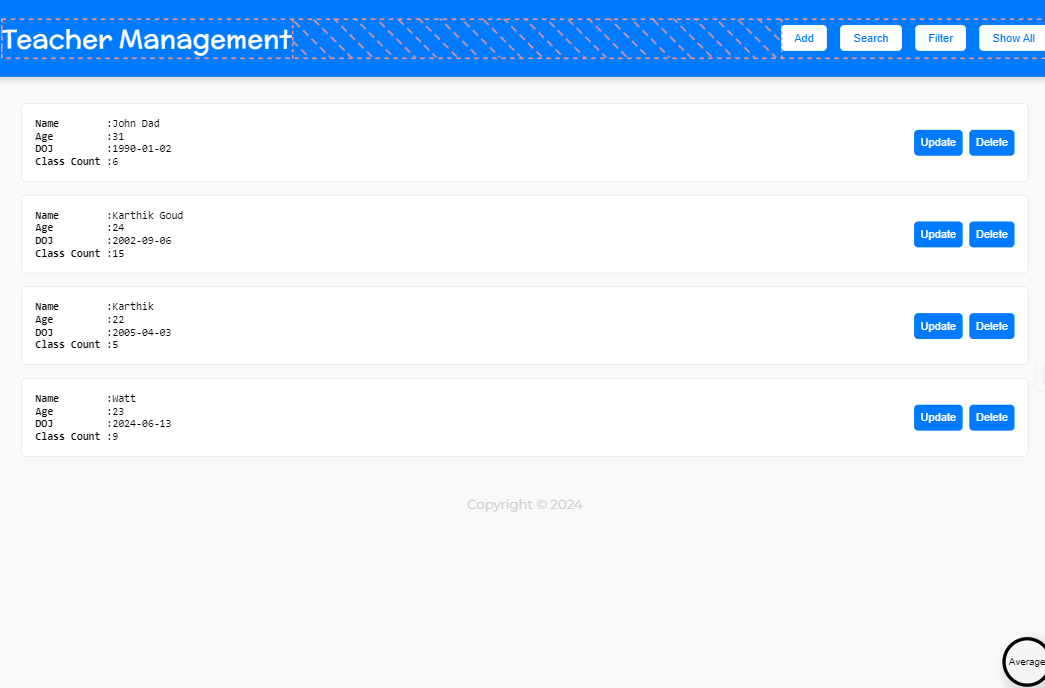 Teacher Management
Add Search Filter Show All
Name :John Dad
Age :31
DOJ :1990-01-02
Class Count :6
Update Delete
Name :Karthik Goud
Age :24
DOJ :2002-09-06
Class Count :15
Update Delete
Name :Karthik
Age :22
DOJ :2005-04-03
Class Count :5
Update Delete
Name :Watt
Age :23
DOJ :2024-06-13
Class Count :9
Update Delete
Copyright © 2024
Average